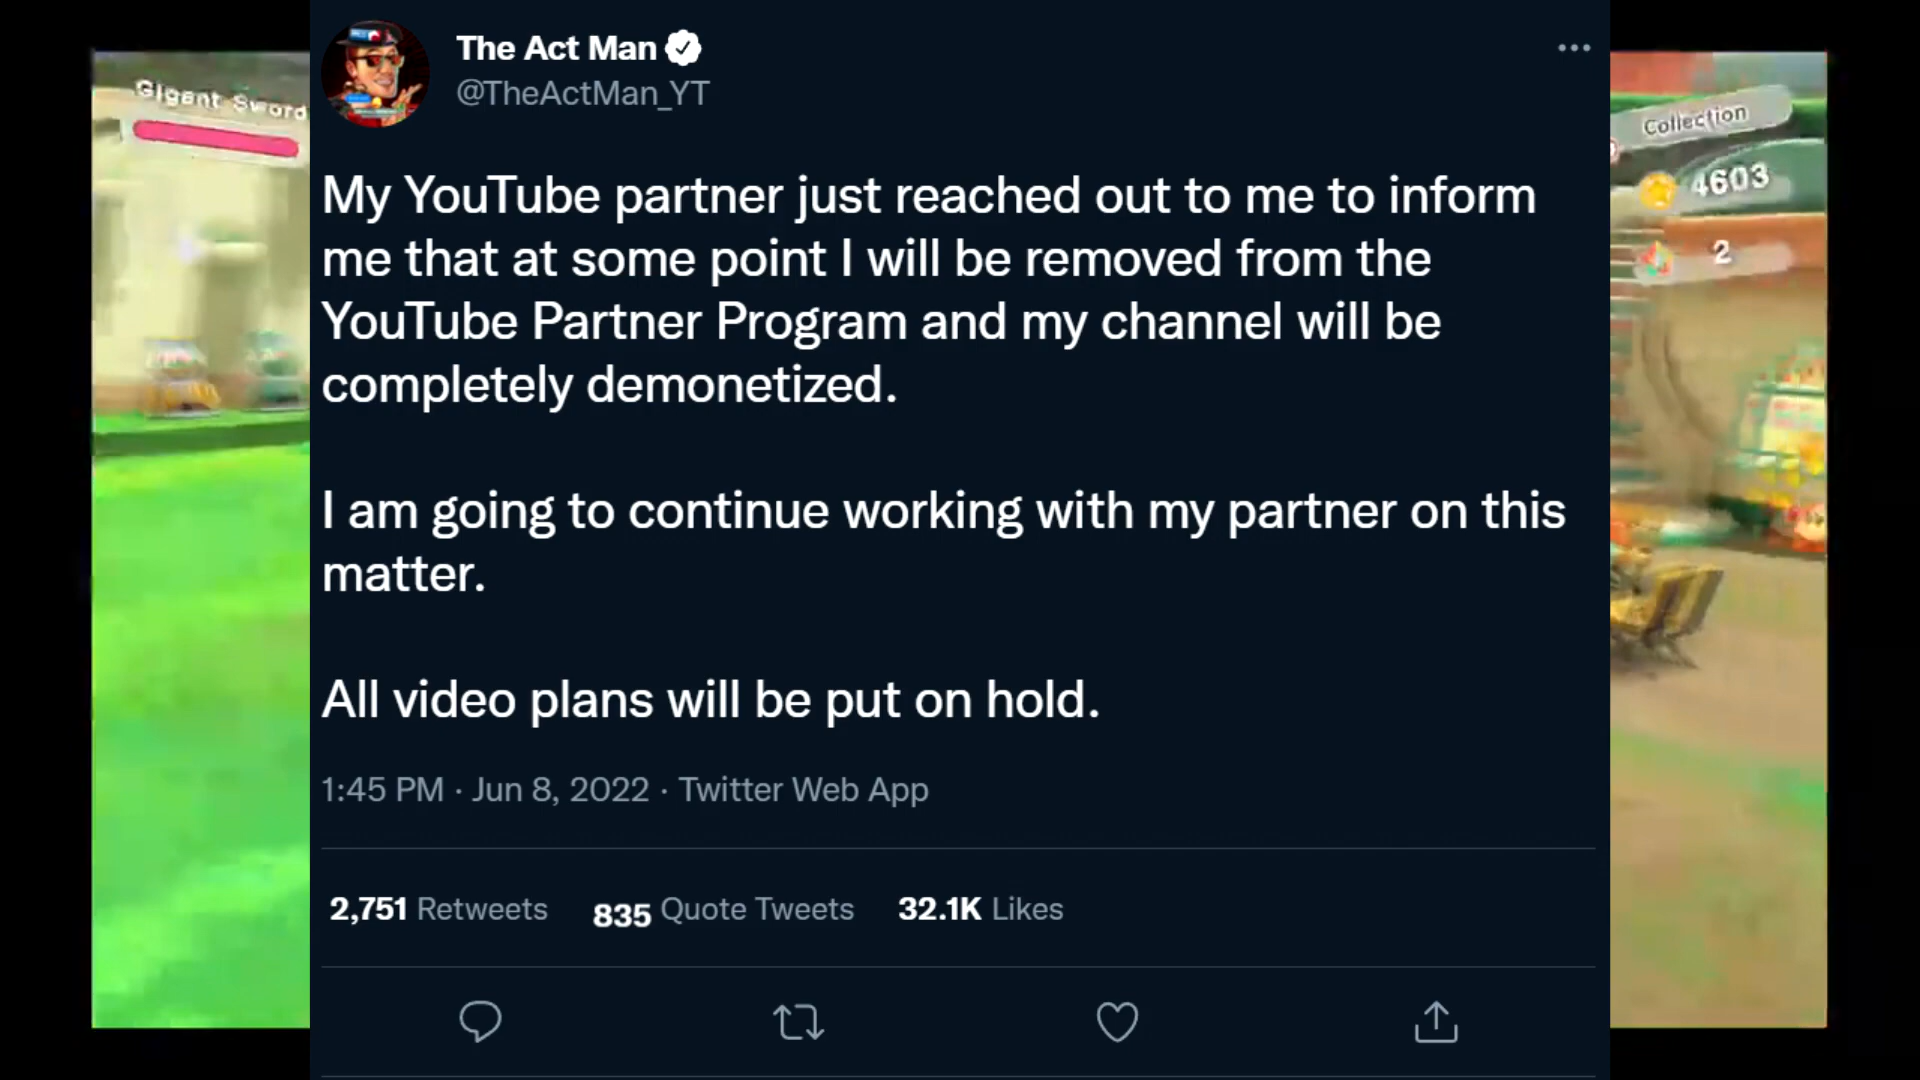 The Act Man
@TheActMan_YT
Gigant Sword
Collection
4603
2
My YouTube partner just reached out to me to inform
me that at some point I will be removed from the
YouTube Partner Program and my channel will be
completely demonetized.
I am going to continue working with my partner on this
matter.
All video plans will be put on hold.
1:45 PM · Jun 8, 2022 · Twitter Web App
2,751 Retweets 835 Quote Tweets 32.1K Likes